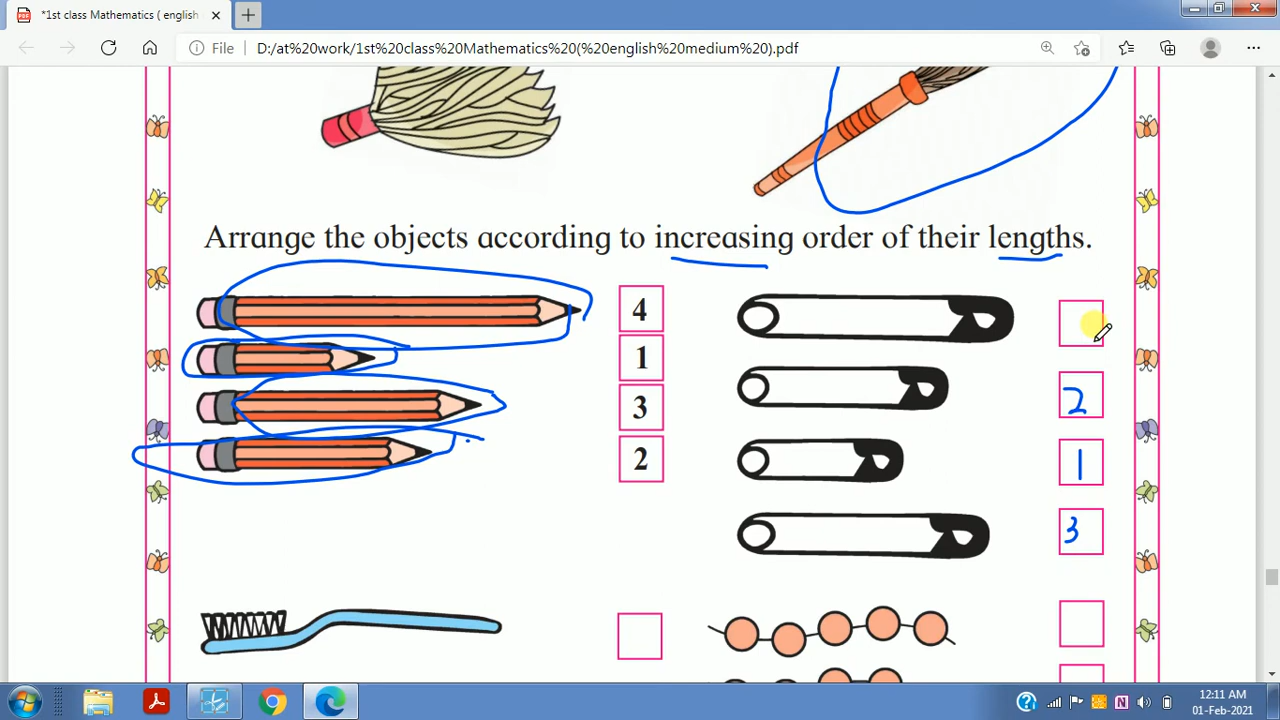 *1st class Mathematics ( english
File D:/at%20work/1st%20class%20Mathematics%20(%20english%20medium%20).pdf
Arrange the objects according to increasing order of their lengths.
4
1
2
3
1
3
2
12:11 AM
01-Feb-2021